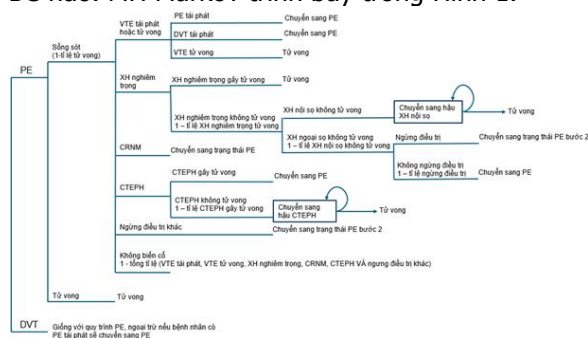 PE tái phát
Chuyển sang PE
VTE tái phát
hoặc tử vong
DVT tái phát
Chuyển sang PE
VTE tử vong
Tử vong
Sống sót
(1-tỉ lệ tử vong)
PE
XH nghiêm
trọng
XH nghiêm trọng gây tử vong
Tử vong
XH nghiêm trọng không tử vong
1 – tỉ lệ XH nghiêm trọng tử vong
XH nội sọ không tử vong
Chuyển sang hậu
XH nội sọ
Tử vong
XH ngoại sọ không tử vong
1 – tỉ lệ XH nội sọ không tử vong
Ngừng điều trị
Chuyển sang trạng thái PE bước 2
Không ngừng điều trị
1 – tỉ lệ ngừng điều trị
Chuyển sang PE
CRNM
Chuyển sang trạng thái PE
CTEPH
CTEPH gây tử vong
Chuyển sang PE
CTEPH không tử vong
1 – tỉ lệ CTEPH gây tử vong
Chuyển sang
hậu CTEPH
Tử vong
Ngừng điều trị khác
Chuyển sang trạng thái PE bước 2
Không biến cố
1 - tổng tỉ lệ (VTE tái phát, VTE tử vong, XH nghiêm trọng, CRNM, CTEPH VÀ ngưng điều trị khác)
Tử vong
Tử vong
DVT
Giống với quy trình PE, ngoại trừ nếu bệnh nhân có
PE tái phát sẽ chuyển sang PE